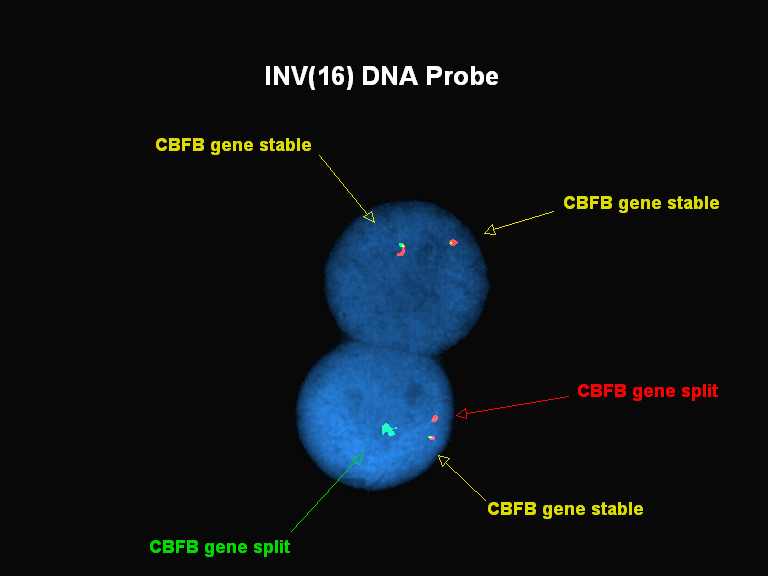 INV(16) DNA Probe
CBFB gene stable
CBFB gene stable
CBFB gene split
CBFB gene stable
CBFB gene split